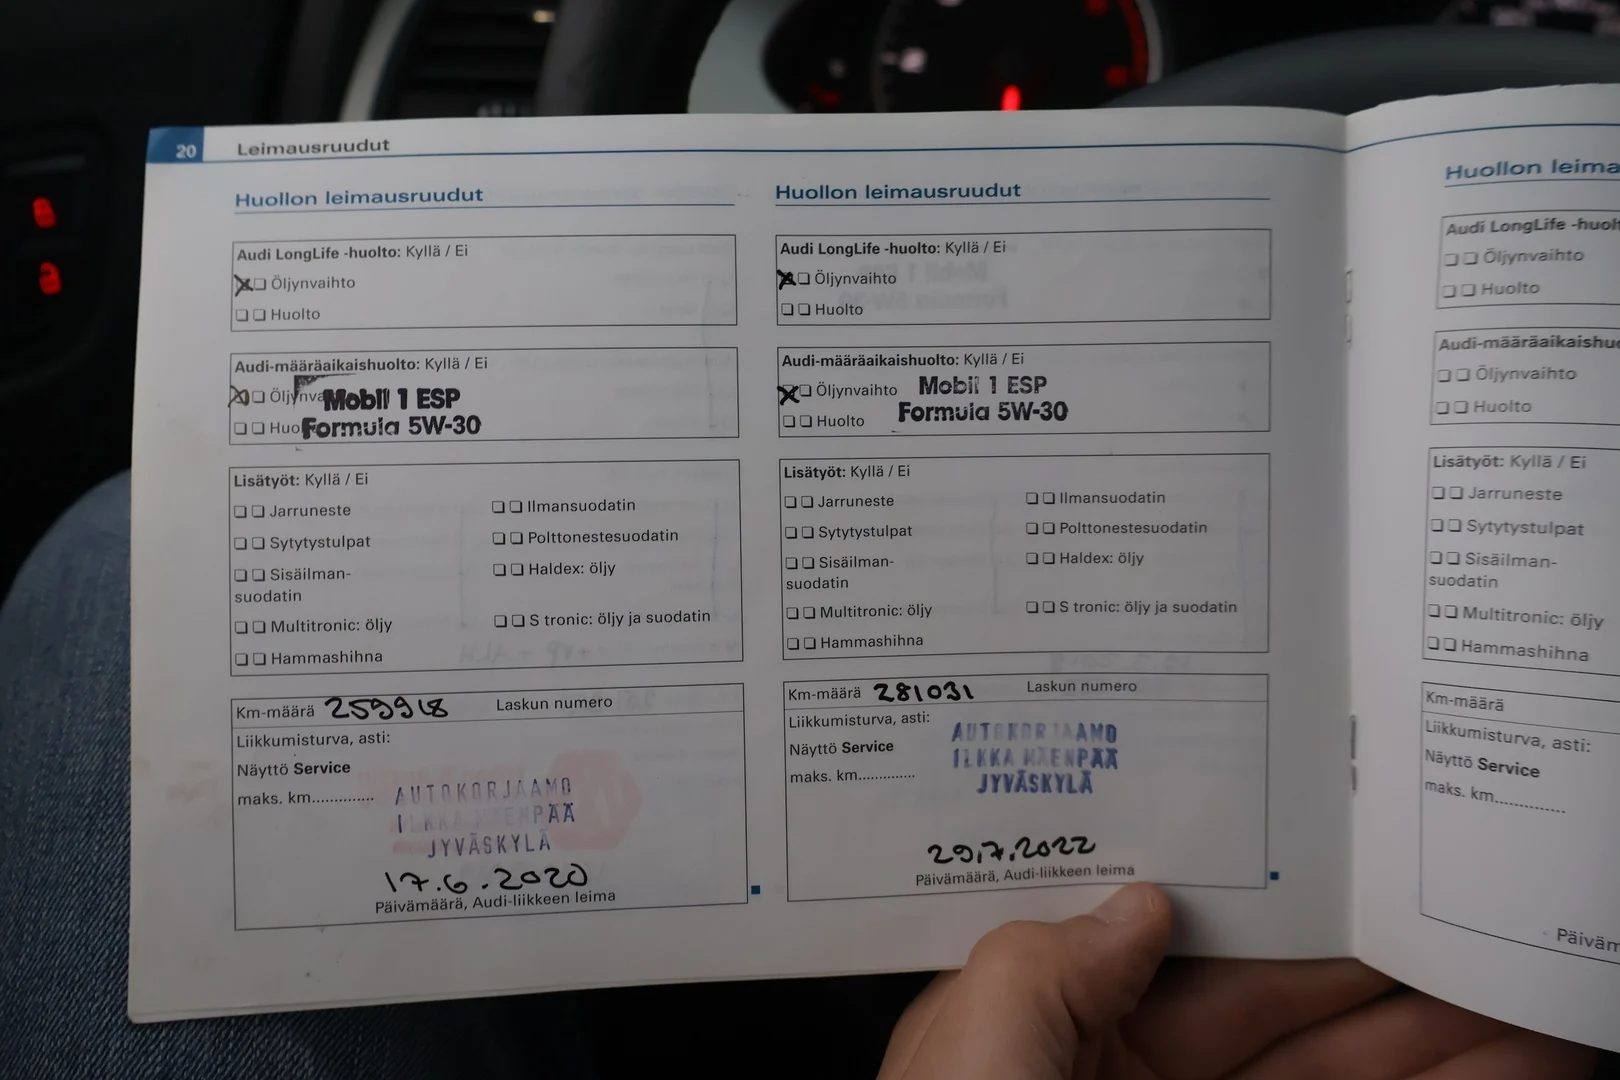 20 Leimausruudut
Huollon leimausruudut
Audi LongLife -huolto: Kyllä / Ei
Öljynvaihto
Huolto
Audi-määräaikaishuolto: Kyllä / Ei
Öljynva
Mobil 1 ESP
Huo
Formula 5W-30
Lisätyöt: Kyllä / Ei
Jarruneste
Ilmansuodatin
Sytytystulpat
Polttonestesuodatin
Sisäilman-
suodatin
Haldex: öljy
Multitronic: öljy
S tronic: öljy ja suodatin
Hammashihna
Km-määrä 259918 Laskun numero
Liikkumisturva, asti:
Näyttö Service
maks. km..............
AUTOKORJAAMO
ILKKA MÄENPÄÄ
JYVÄSKYLÄ
17.6.2020
Päivämäärä, Audi-liikkeen leima
Huollon leimausruudut
Audi LongLife -huolto: Kyllä / Ei
Öljynvaihto
Huolto
Audi-määräaikaishuolto: Kyllä / Ei
Öljynvaihto
Mobil 1 ESP
Huolto
Formula 5W-30
Lisätyöt: Kyllä / Ei
Jarruneste
Ilmansuodatin
Sytytystulpat
Polttonestesuodatin
Sisäilman-
suodatin
Haldex: öljy
Multitronic: öljy
S tronic: öljy ja suodatin
Hammashihna
Km-määrä 281031 Laskun numero
Liikkumisturva, asti:
Näyttö Service
maks. km..............
AUTOKORJAAMO
ILKKA MÄENPÄÄ
JYVÄSKYLÄ
29.7.2022
Päivämäärä, Audi-liikkeen leima
Huollon leima
Audi LongLife -huol
Öljynvaihto
Huolto
Audi-määräaikaishu
Öljynvaihto
Huolto
Lisätyöt: Kyllä / Ei
Jarruneste
Sytytystulpat
Sisäilman-
suodatin
Multitronic: öljy
Hammashihna
Km-määrä
Liikkumisturva, asti:
Näyttö Service
maks. km..............
Päiväm